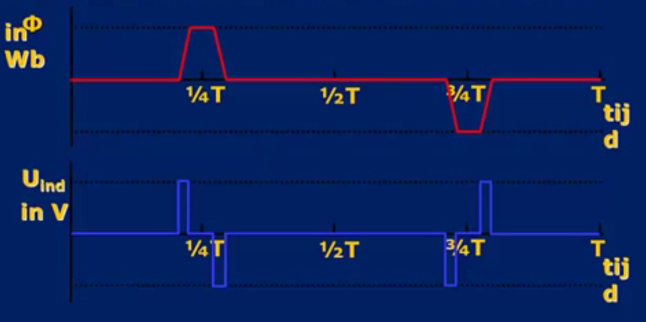 in Φ
Wb
¼T ½T ¾T T
tij
d
Uind
in V
¼T ½T ¾T T
tij
d